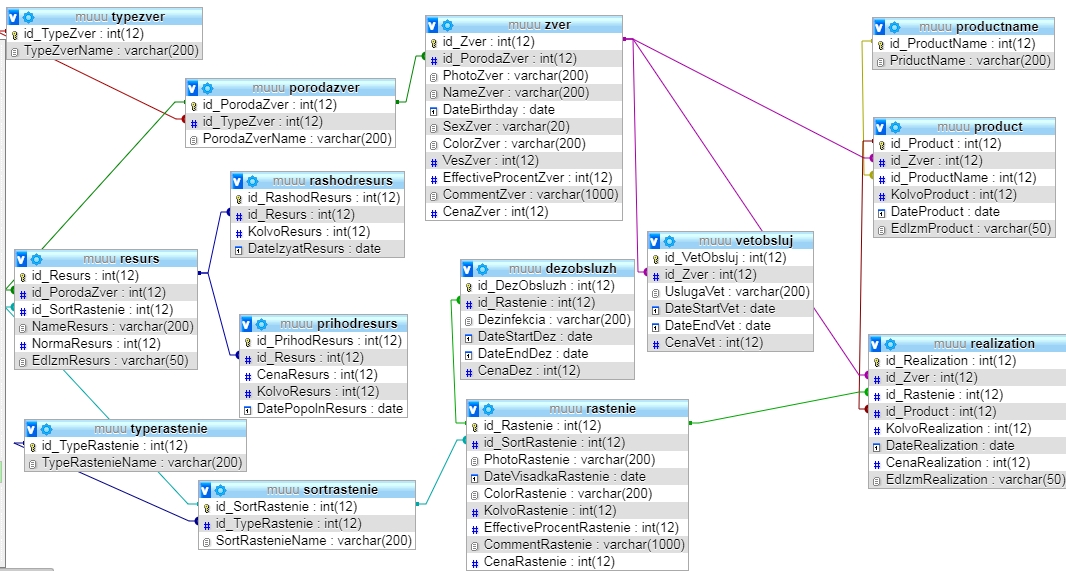 muuu typezver
id_TypeZver : int(12)
TypeZverName : varchar(200)
muuu porodazver
id_PorodaZver : int(12)
id_TypeZver : int(12)
PorodaZverName : varchar(200)
muuu zver
id_Zver : int(12)
id_PorodaZver : int(12)
PhotoZver : varchar(200)
NameZver : varchar(200)
DateBirthday : date
SexZver : varchar(20)
ColorZver : varchar(200)
VesZver : int(12)
EffectiveProcentZver : int(12)
CommentZver : varchar(1000)
CenaZver : int(12)
muuu productname
id_ProductName : int(12)
PriductName : varchar(200)
muuu product
id_Product : int(12)
id_Zver : int(12)
id_ProductName : int(12)
KolvoProduct : int(12)
DateProduct : date
EdIzmProduct : varchar(50)
muuu rashodresurs
id_RashodResurs : int(12)
id_Resurs : int(12)
KolvoResurs : int(12)
DateIzyatResurs : date
muuu resurs
id_Resurs : int(12)
id_PorodaZver : int(12)
id_SortRastenie : int(12)
NameResurs : varchar(200)
NormaResurs : int(12)
EdIzmResurs : varchar(50)
muuu prihodresurs
id_PrihodResurs : int(12)
id_Resurs : int(12)
CenaResurs : int(12)
KolvoResurs : int(12)
DatePopolnResurs : date
muuu dezobsluzh
id_DezObsluzh : int(12)
id_Rastenie : int(12)
Dezinfekcia : varchar(200)
DateStartDez : date
DateEndDez : date
CenaDez : int(12)
muuu vetobsluj
id_VetObsluj : int(12)
id_Zver : int(12)
UslugaVet : varchar(200)
DateStartVet : date
DateEndVet : date
CenaVet : int(12)
muuu realization
id_Realization : int(12)
id_Zver : int(12)
id_Rastenie : int(12)
id_Product : int(12)
KolvoRealization : int(12)
DateRealization : date
CenaRealization : int(12)
EdIzmRealization : varchar(50)
muuu typerastenie
id_TypeRastenie : int(12)
TypeRastenieName : varchar(200)
muuu sortrastenie
id_SortRastenie : int(12)
id_TypeRastenie : int(12)
SortRastenieName : varchar(200)
muuu rastenie
id_Rastenie : int(12)
id_SortRastenie : int(12)
PhotoRastenie : varchar(200)
DateVisadkaRastenie : date
ColorRastenie : varchar(200)
KolvoRastenie : int(12)
EffectiveProcentRastenie : int(12)
CommentRastenie : varchar(1000)
CenaRastenie : int(12)